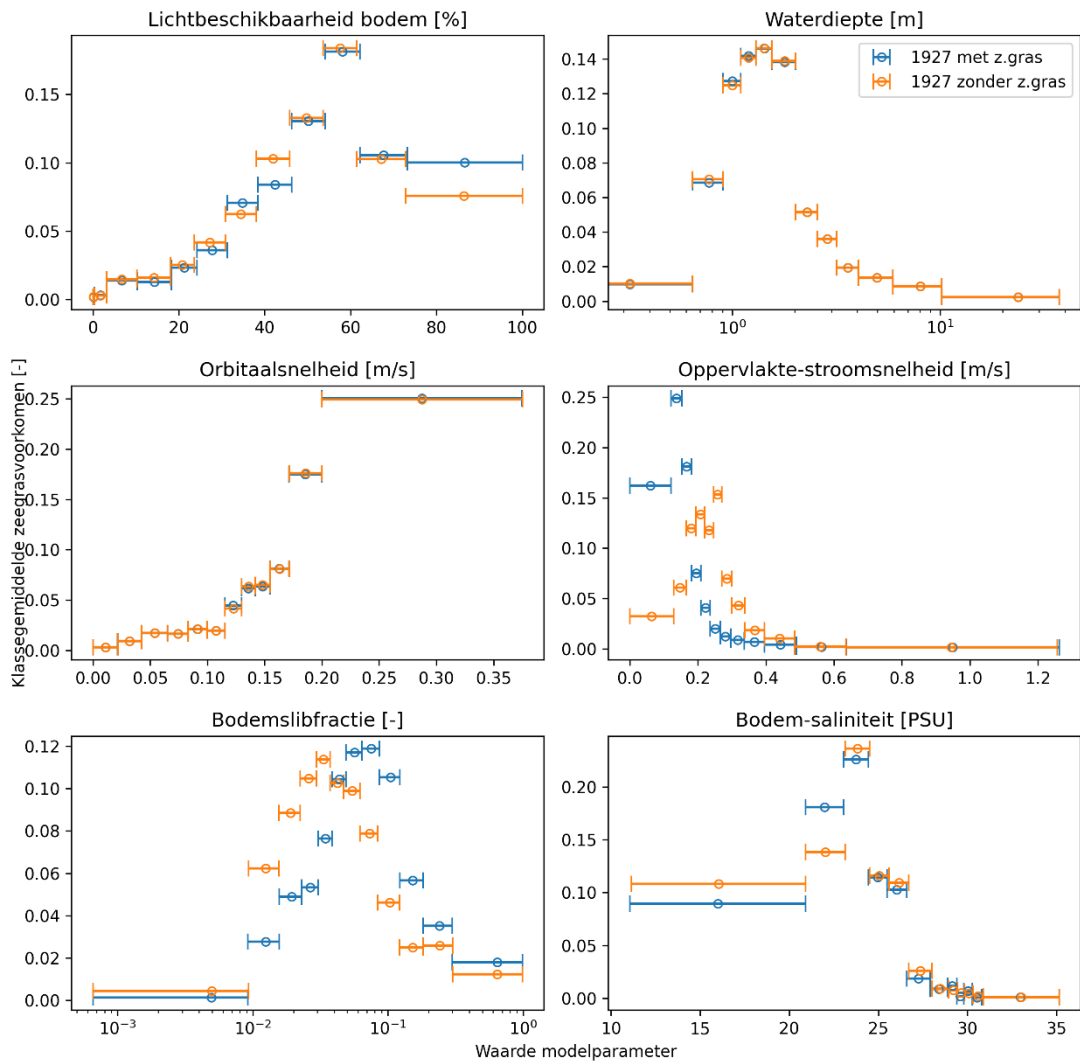 Lichtbeschikbaarheid bodem [%]
0.15
0.10
0.05
0.00
0 20 40 60 80 100
Waterdiepte [m]
1927 met z.gras
1927 zonder z.gras
0.14
0.12
0.10
0.08
0.06
0.04
0.02
0.00
10⁰ 10¹
Klassegemiddelde zeegrasvoorkomen [-]
Orbitaalsnelheid [m/s]
0.25
0.20
0.15
0.10
0.05
0.00
0.00 0.05 0.10 0.15 0.20 0.25 0.30 0.35
Oppervlakte-stroomsnelheid [m/s]
0.25
0.20
0.15
0.10
0.05
0.00
0.0 0.2 0.4 0.6 0.8 1.0 1.2
Bodemslibfractie [-]
0.12
0.10
0.08
0.06
0.04
0.02
0.00
10⁻³ 10⁻² 10⁻¹ 10⁰
Bodem-saliniteit [PSU]
0.20
0.15
0.10
0.05
0.00
10 15 20 25 30 35
Waarde modelparameter